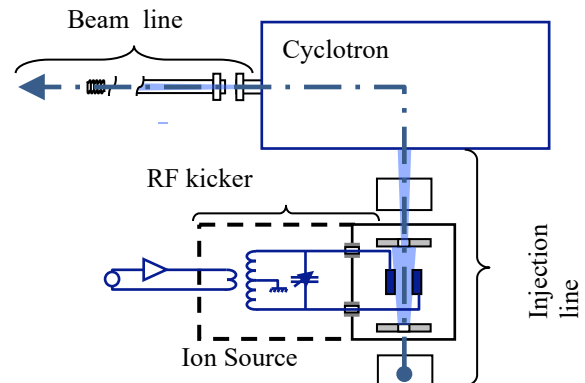 Beam line
Cyclotron
RF kicker
Injection
line
Ion Source